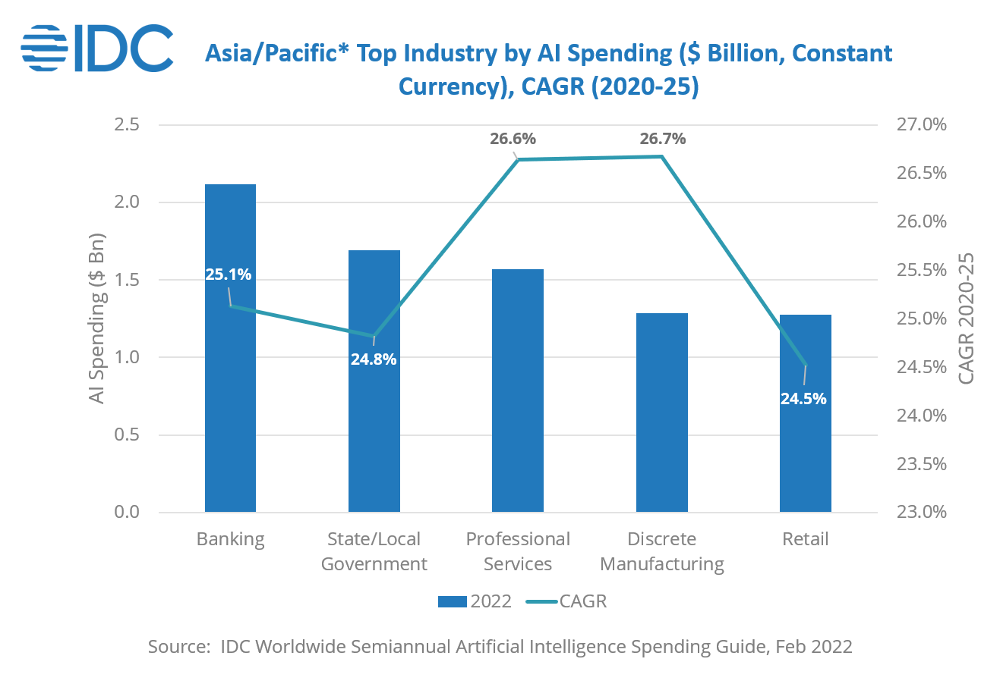 IDC
Asia/Pacific* Top Industry by AI Spending ($ Billion, Constant
Currency), CAGR (2020-25)
2.5
2.0
1.5
1.0
0.5
0.0
AI Spending ($ Bn)
27.0%
26.5%
26.0%
25.5%
25.0%
24.5%
24.0%
23.5%
23.0%
CAGR 2020-25
25.1%
24.8%
26.6%
26.7%
24.5%
Banking
State/Local
Government
Professional
Services
Discrete
Manufacturing
Retail
2022
CAGR
Source: IDC Worldwide Semiannual Artificial Intelligence Spending Guide, Feb 2022